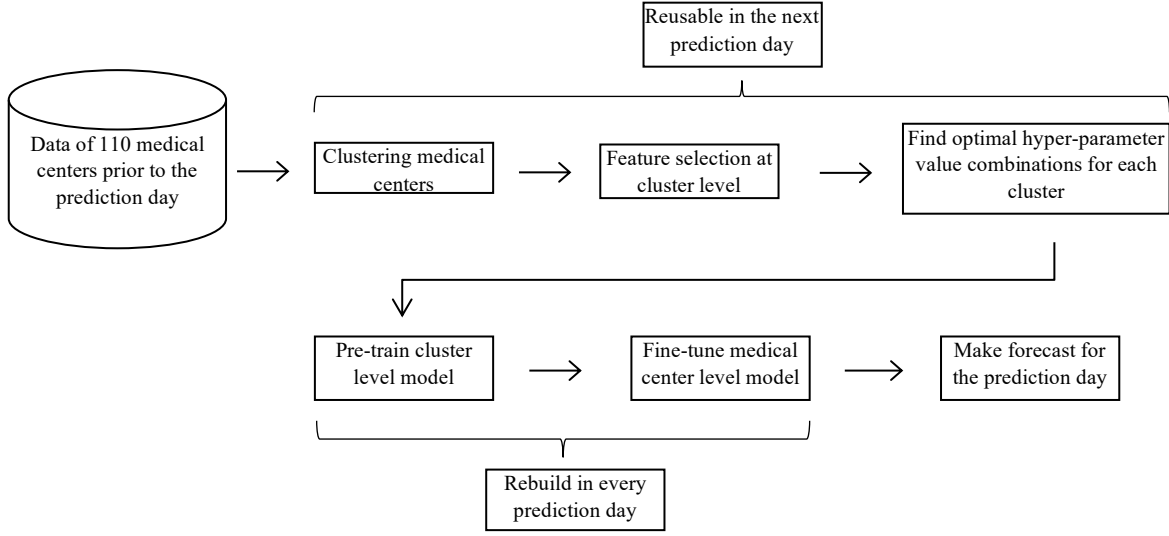 Reusable in the next
prediction day
Data of 110 medical
centers prior to the
prediction day
Clustering medical
centers
Feature selection at
cluster level
Find optimal hyper-parameter
value combinations for each
cluster
Pre-train cluster
level model
Fine-tune medical
center level model
Make forecast for
the prediction day
Rebuild in every
prediction day